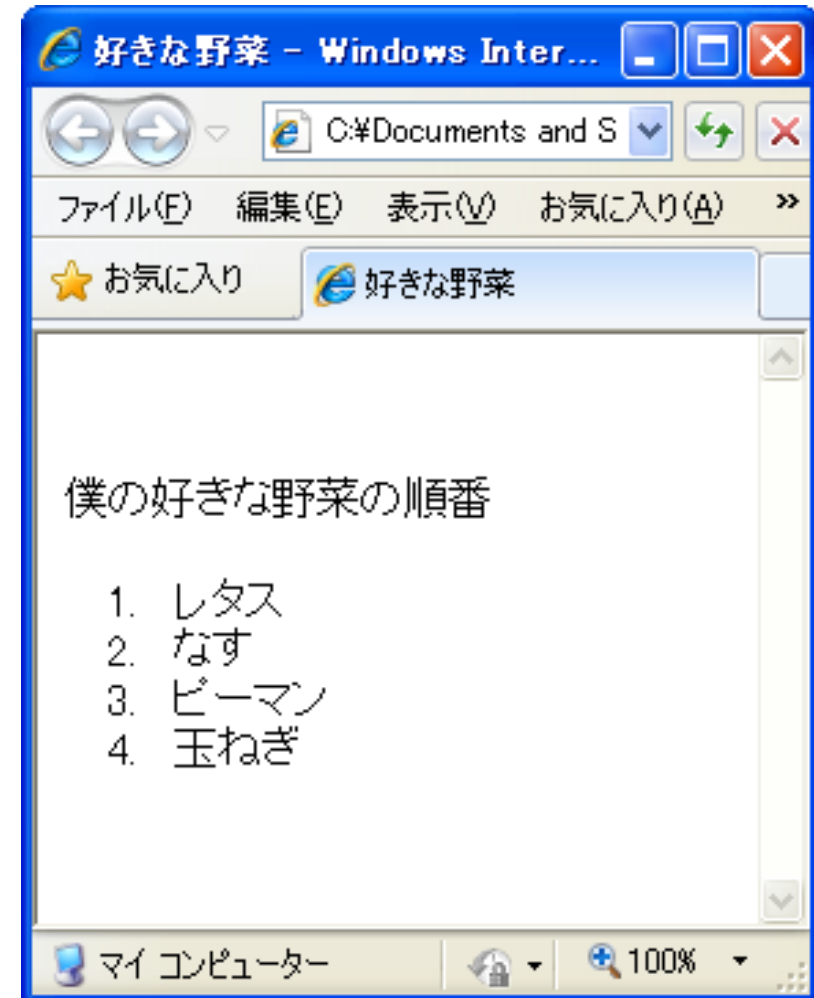 好きな野菜 - Windows Inter...
C:¥Documents and S
ファイル(F) 編集(E) 表示(V) お気に入り(A) »
お気に入り 好きな野菜
僕の好きな野菜の順番
1. レタス
2. なす
3. ピーマン
4. 玉ねぎ
マイ コンピューター 100%